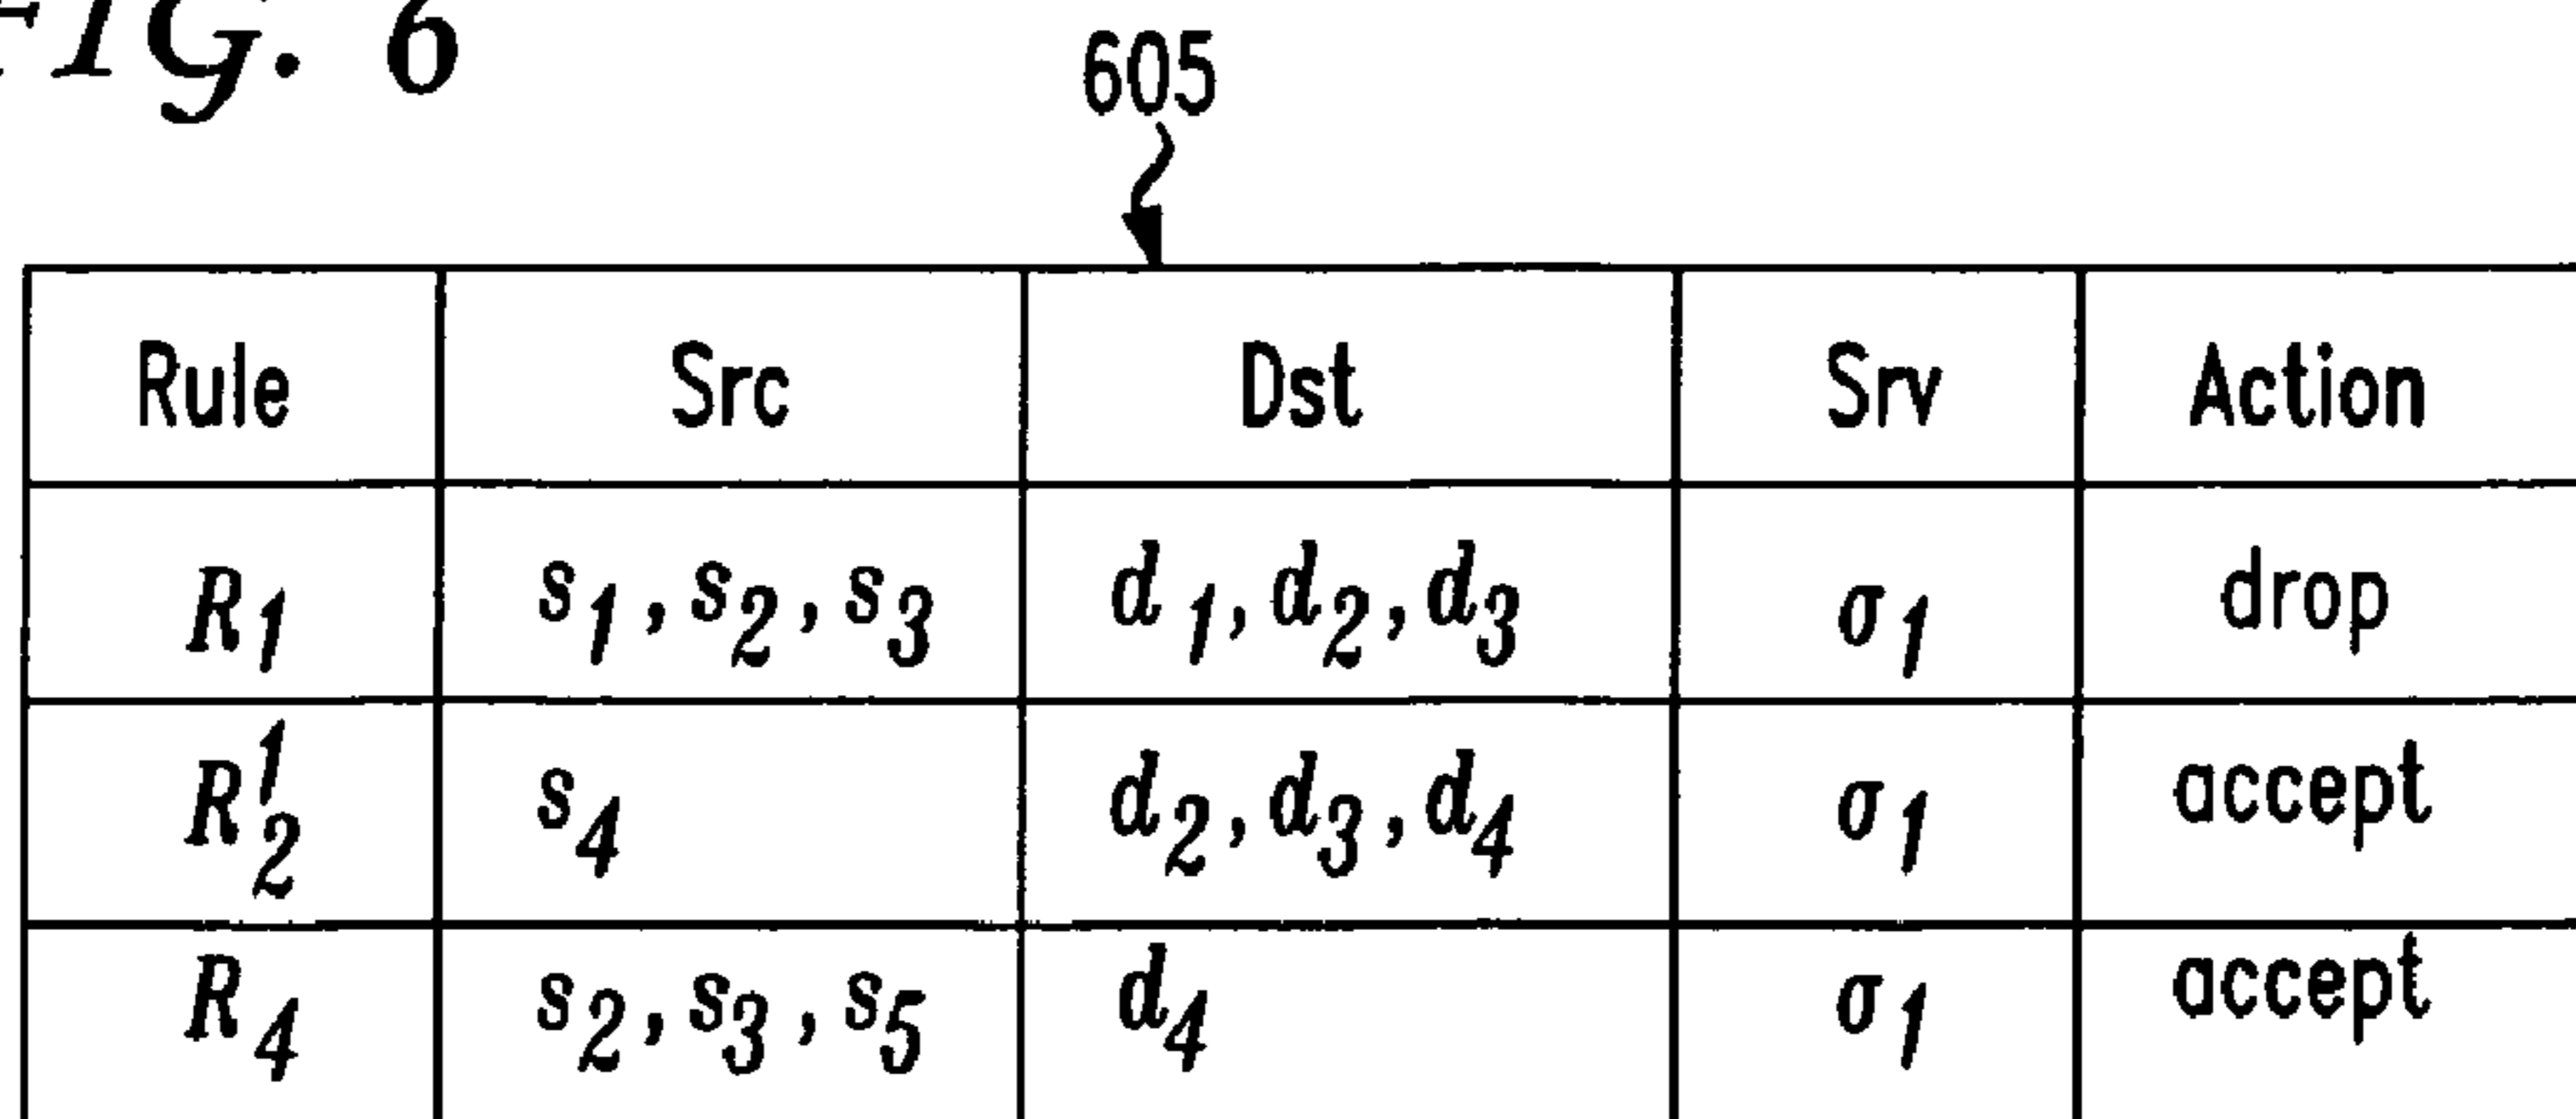 FIG. 6
605
Rule Src Dst Srv Action
R₁ s₁, s₂, s₃ d₁, d₂, d₃ σ₁ drop
R¹₂ s₄ d₂, d₃, d₄ σ₁ accept
R₄ s₂, s₃, s₅ d₄ σ₁ accept